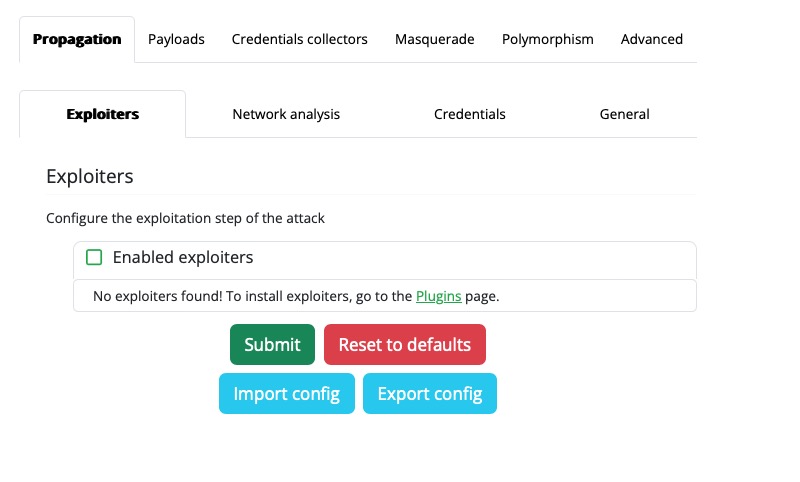 Propagation Payloads Credentials collectors Masquerade Polymorphism Advanced
Exploiters Network analysis Credentials General
Exploiters
Configure the exploitation step of the attack
Enabled exploiters
No exploiters found! To install exploiters, go to the Plugins page.
Submit Reset to defaults
Import config Export config